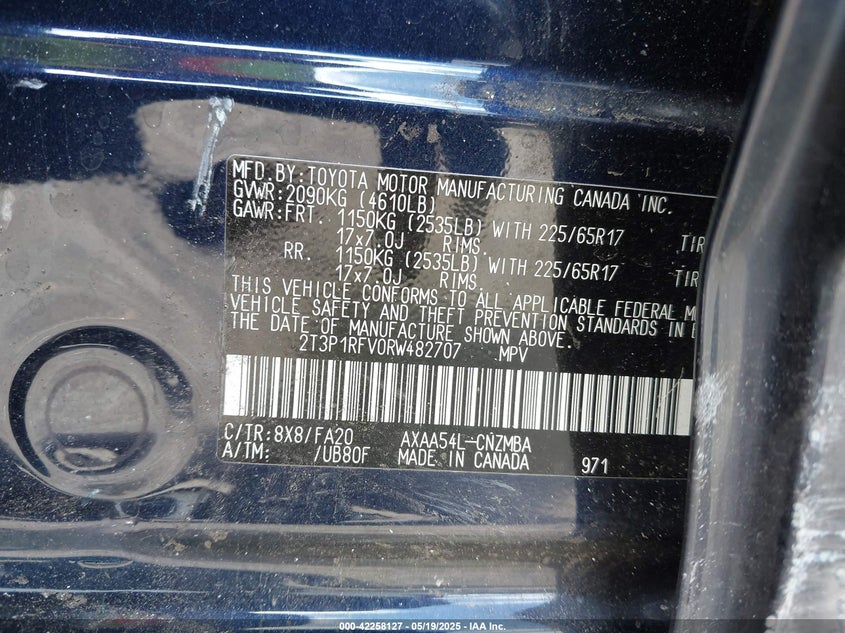 MFD.BY:TOYOTA MOTOR MANUFACTURING CANADA INC.
GVWR:2090KG (4610LB)
GAWR:FRT. 1150KG (2535LB) WITH 225/65R17 TIR
17x7.0J RIMS.
RR. 1150KG (2535LB) WITH 225/65R17 TIR
17x7.0J RIMS.
THIS VEHICLE CONFORMS TO ALL APPLICABLE FEDERAL M
VEHICLE SAFETY AND THEFT PREVENTION STANDARDS IN E
THE DATE OF MANUFACTURE SHOWN ABOVE.
2T3P1RFV0RW482707 MPV
C/TR:8X8/FA20 AXAA54L-CNZMBA
A/TM: /UB80F MADE IN CANADA 971
000-42258127 - 05/19/2025 - IAA Inc.